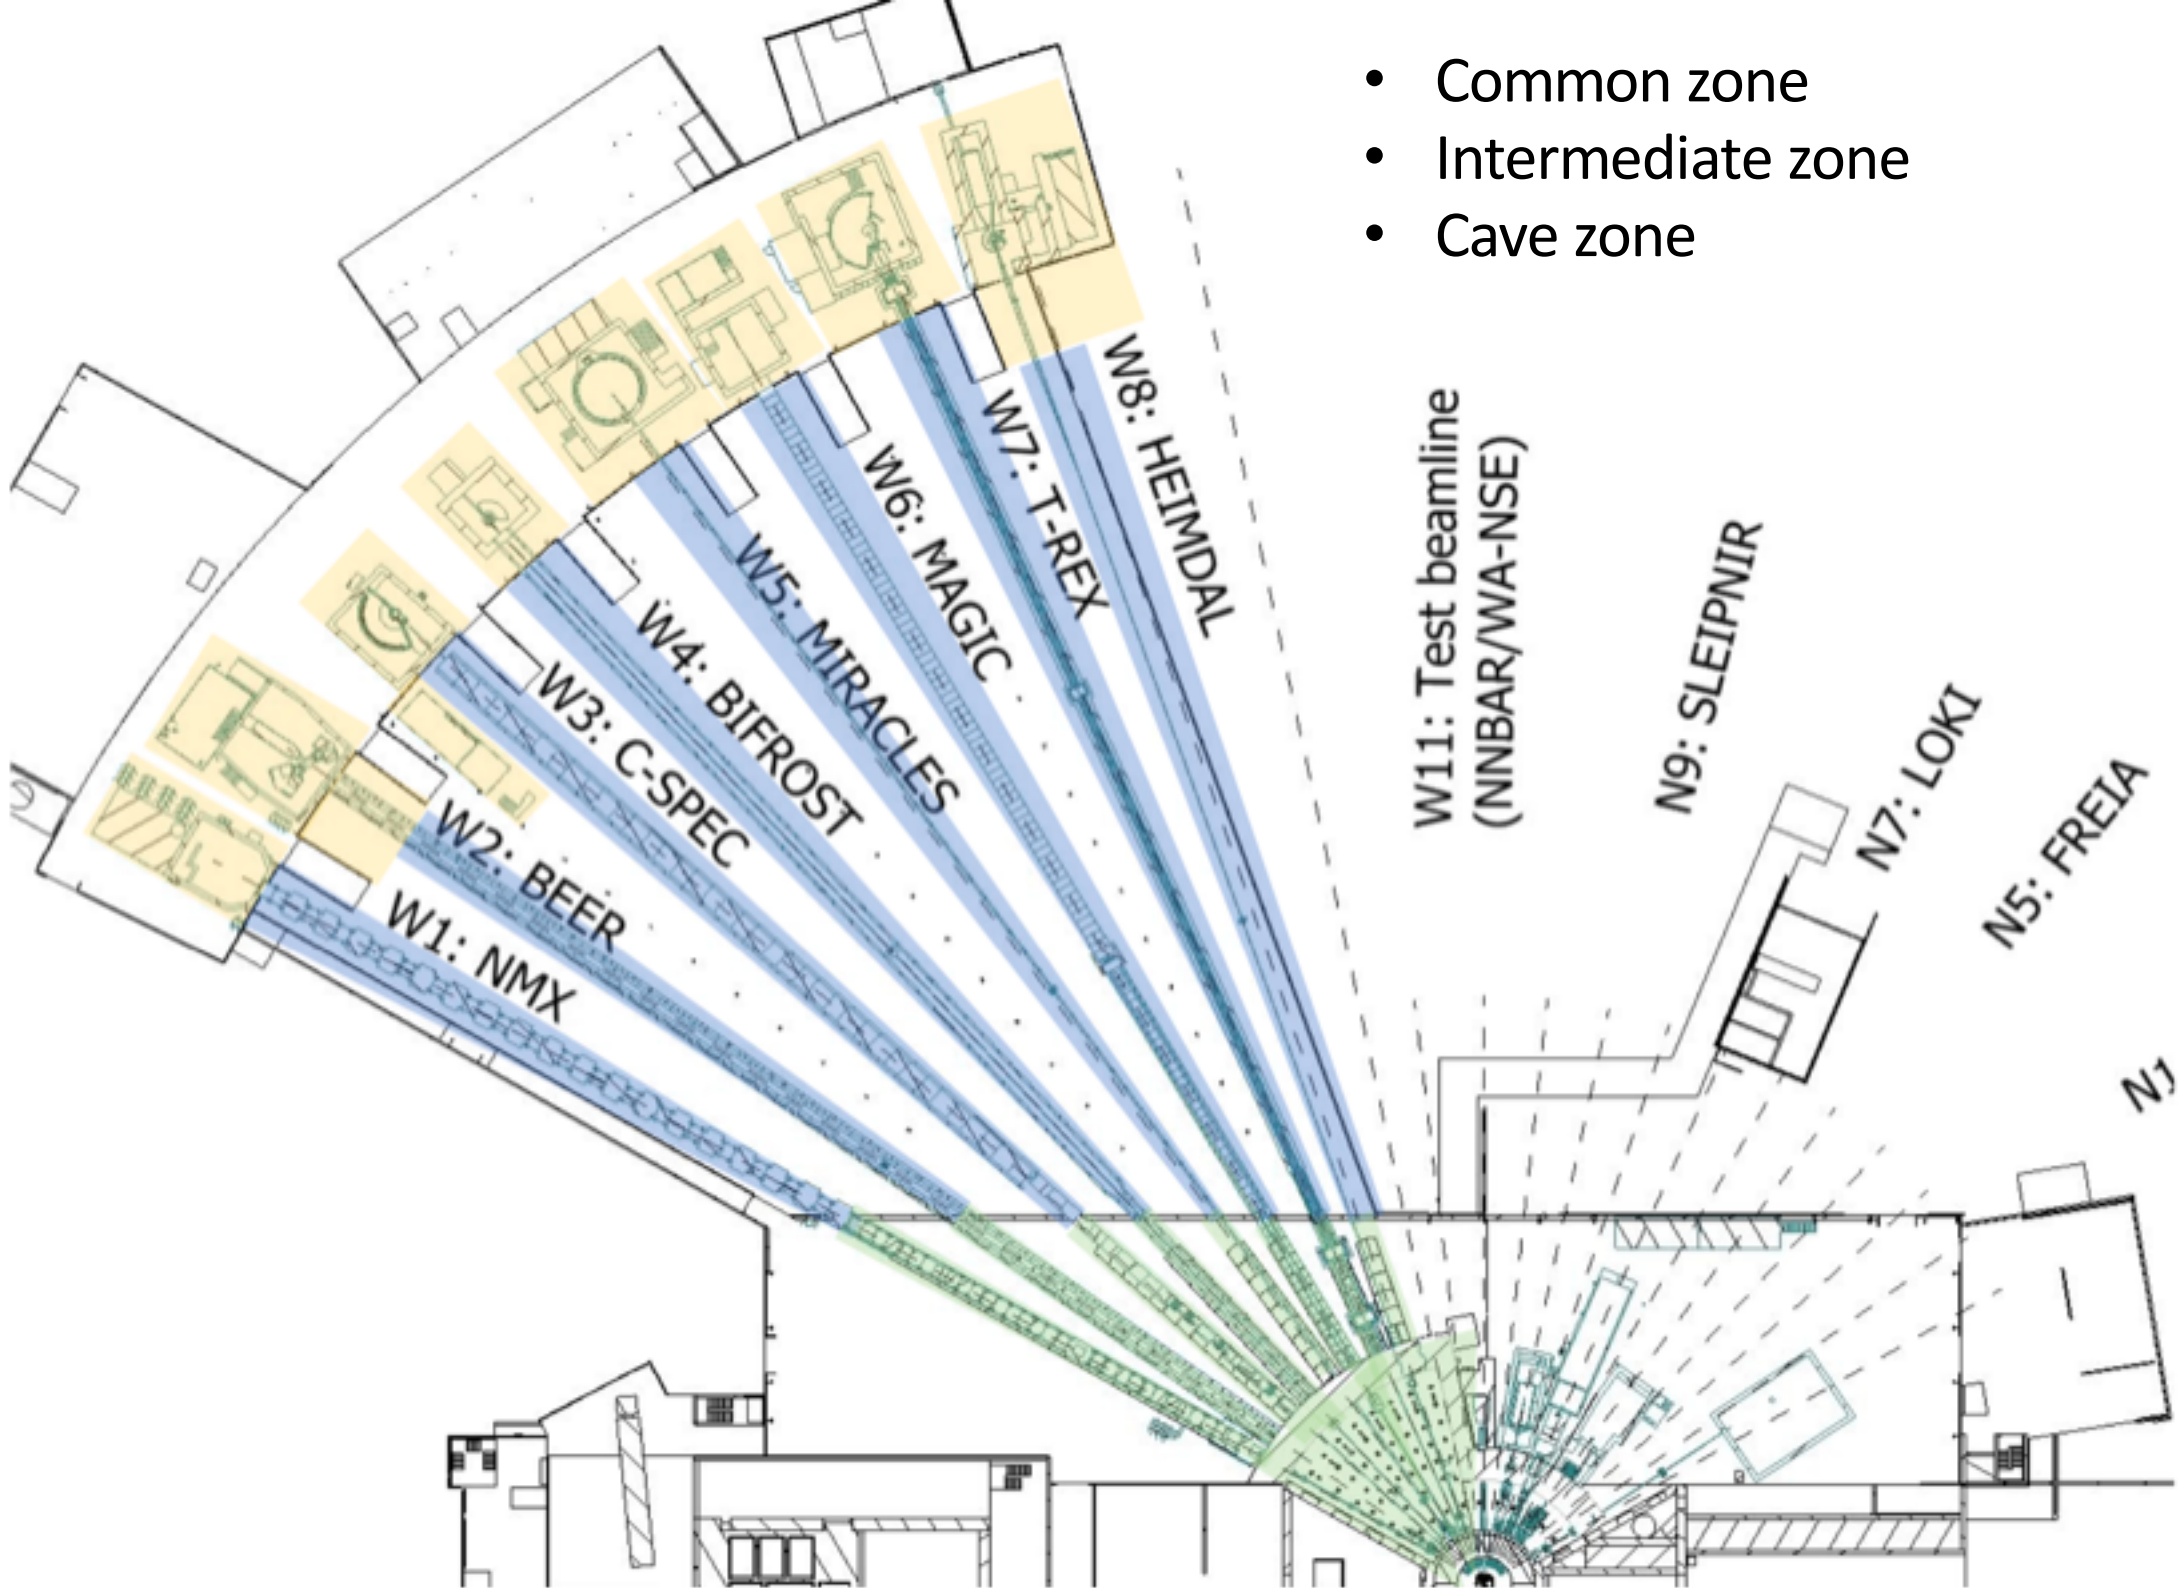 • Common zone
• Intermediate zone
• Cave zone
W8: HEIMDAL
W7: T-REX
W6: MAGIC
W5: MIRACLES
W4: BIFROST
W3: C-SPEC
W2: BEER
W1: NMX
W11: Test beamline
(NNBAR/WA-NSE)
N9: SLEIPNIR
N7: LOKI
N5: FREIA